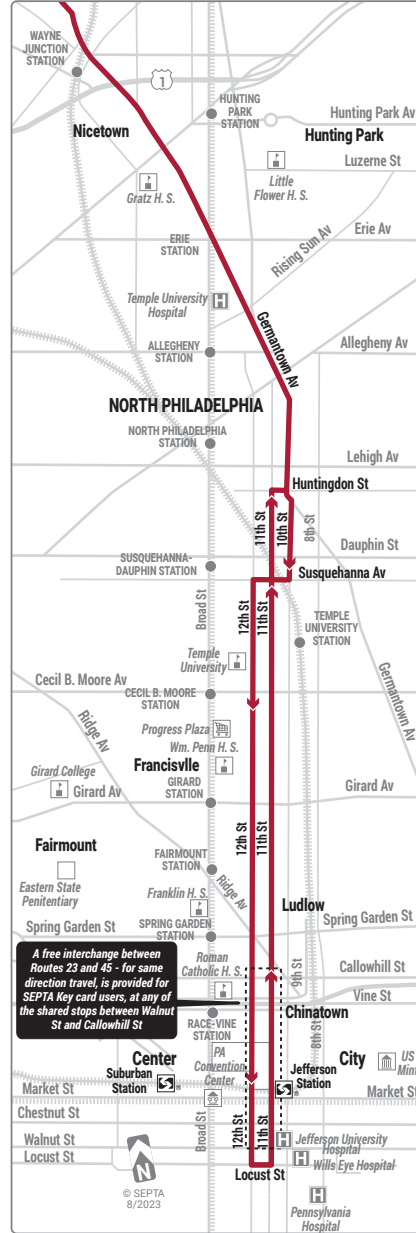 WAYNE
JUNCTION
STATION
1
HUNTING
PARK
STATION
Hunting Park Av
Nicetown
Hunting Park
Luzerne St
Gratz H. S.
Little
Flower H. S.
Erie Av
ERIE
STATION
Rising Sun Av
Temple University
Hospital
H
Germantown Av
ALLEGHENY
STATION
Allegheny Av
NORTH PHILADELPHIA
NORTH PHILADELPHIA
STATION
Lehigh Av
Huntingdon St
11th St
10th St
8th St
Dauphin St
SUSQUEHANNA-
DAUPHIN STATION
Susquehanna Av
Broad St
12th St
11th St
TEMPLE
UNIVERSITY
STATION
Temple
University
Cecil B. Moore Av
CECIL B. MOORE
STATION
Germantown Av
Ridge Av
Progress Plaza
Wm. Penn H. S.
Francisvlle
Girard College
GIRARD
STATION
Girard Av
Girard Av
12th St
11th St
Fairmount
FAIRMOUNT
STATION
Eastern State
Penitentiary
Franklin H. S.
Ridge Av
Ludlow
Spring Garden St
SPRING GARDEN
STATION
Spring Garden St
A free interchange between
Routes 23 and 45 - for same
direction travel, is provided for
SEPTA Key card users, at any of
the shared stops between Walnut
St and Callowhill St
Roman
Catholic H. S.
9th St
Callowhill St
Vine St
RACE-VINE
STATION
Chinatown
8th St
PA
Convention
Center
Center
City
Suburban
Station
Jefferson
Station
US
Mint
Market St
Market St
Chestnut St
Broad St
12th St
11th St
Walnut St
H
Jefferson University
Hospital
Locust St
H
Wills Eye Hospital
Locust St
N
© SEPTA
8/2023
H
Pennsylvania
Hospital